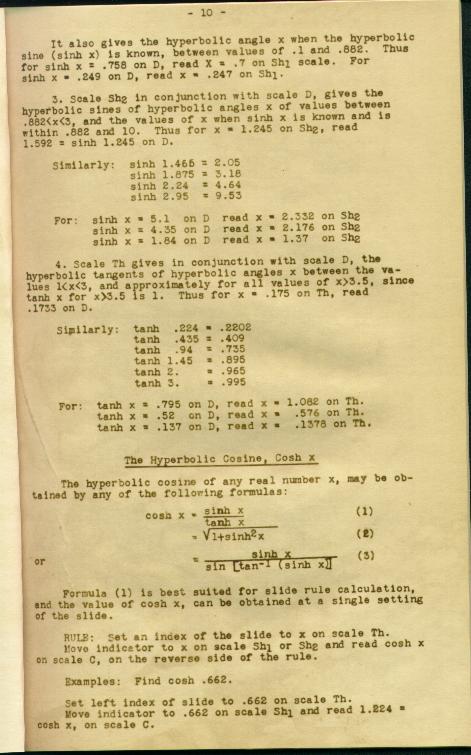 - 10 -
It also gives the hyperbolic angle x when the hyperbolic
sine (sinh x) is known, between values of .1 and .882. Thus
for sinh x = .758 on D, read X = .7 on Sh1 scale. For
sinh x = .249 on D, read x = .247 on Sh1.
3. Scale Sh2 in conjunction with scale D, gives the
hyperbolic sines of hyperbolic angles x of values between
.882<x<3, and the values of x when sinh x is known and is
within .882 and 10. Thus for x = 1.245 on Sh2, read
1.592 = sinh 1.245 on D.
Similarly: sinh 1.465 = 2.05
sinh 1.875 = 3.18
sinh 2.24 = 4.64
sinh 2.95 = 9.53
For: sinh x = 5.1 on D read x = 2.332 on Sh2
sinh x = 4.35 on D read x = 2.176 on Sh2
sinh x = 1.84 on D read x = 1.37 on Sh2
4. Scale Th gives in conjunction with scale D, the
hyperbolic tangents of hyperbolic angles x between the va-
lues 1<x<3, and approximately for all values of x>3.5, since
tanh x for x>3.5 is 1. Thus for x = .175 on Th, read
.1733 on D.
Similarly: tanh .224 = .2202
tanh .435 = .409
tanh .94 = .735
tanh 1.45 = .895
tanh 2. = .965
tanh 3. = .995
For: tanh x = .795 on D, read x = 1.082 on Th.
tanh x = .52 on D, read x = .576 on Th.
tanh x = .137 on D, read x = .1378 on Th.
The Hyperbolic Cosine, Cosh x
The hyperbolic cosine of any real number x, may be ob-
tained by any of the following formulas:
cosh x = sinh x / tanh x (1)
= √1+sinh²x (2)
or = sinh x / sin [tan⁻¹ (sinh x)] (3)
Formula (1) is best suited for slide rule calculation,
and the value of cosh x, can be obtained at a single setting
of the slide.
RULE: Set an index of the slide to x on scale Th.
Move indicator to x on scale Sh1 or Sh2 and read cosh x
on scale C, on the reverse side of the rule.
Examples: Find cosh .662.
Set left index of slide to .662 on scale Th.
Move indicator to .662 on scale Sh1 and read 1.224 =
cosh x, on scale C.